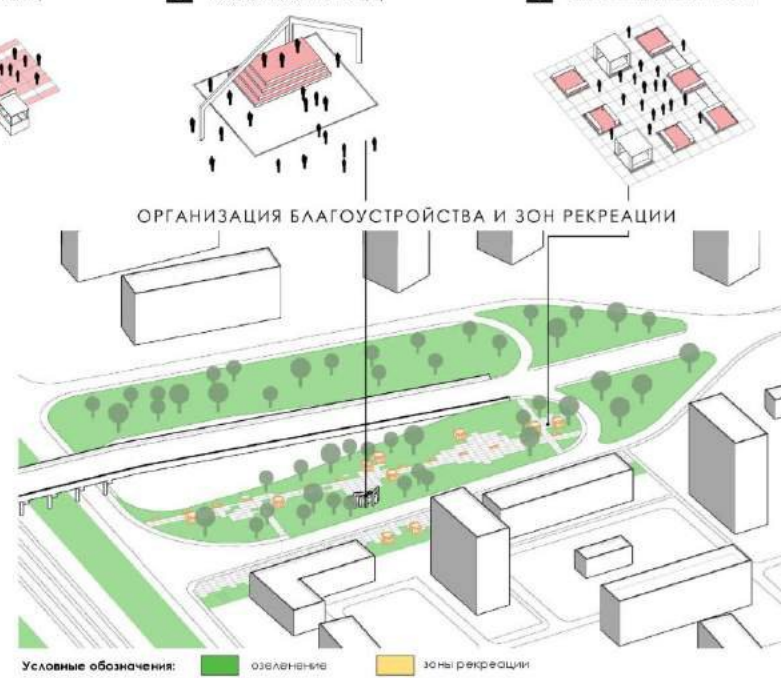 ОРГАНИЗАЦИЯ БЛАГОУСТРОЙСТВА И ЗОН РЕКРЕАЦИИ
Условные обозначения:
озеленение
зоны рекреации